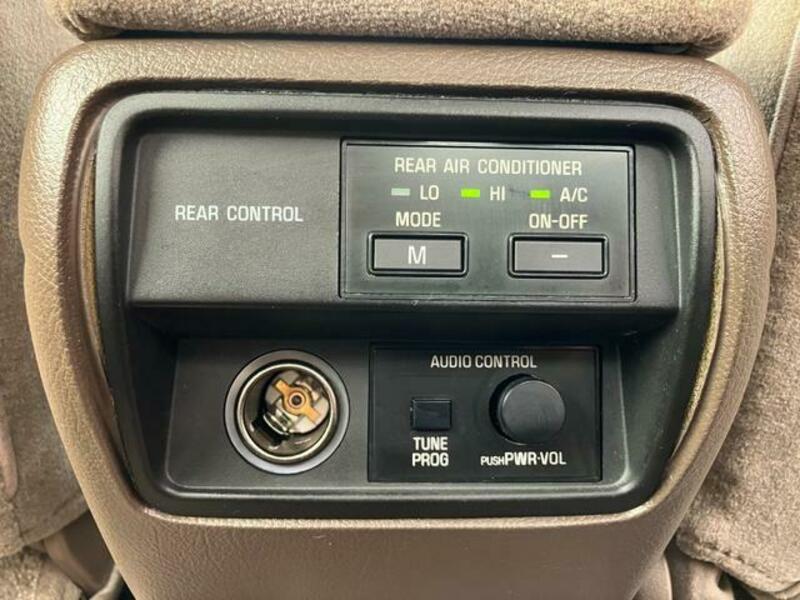 REAR CONTROL
REAR AIR CONDITIONER
LO HI A/C
MODE ON-OFF
M –
AUDIO CONTROL
TUNE
PROG
PUSH PWR·VOL